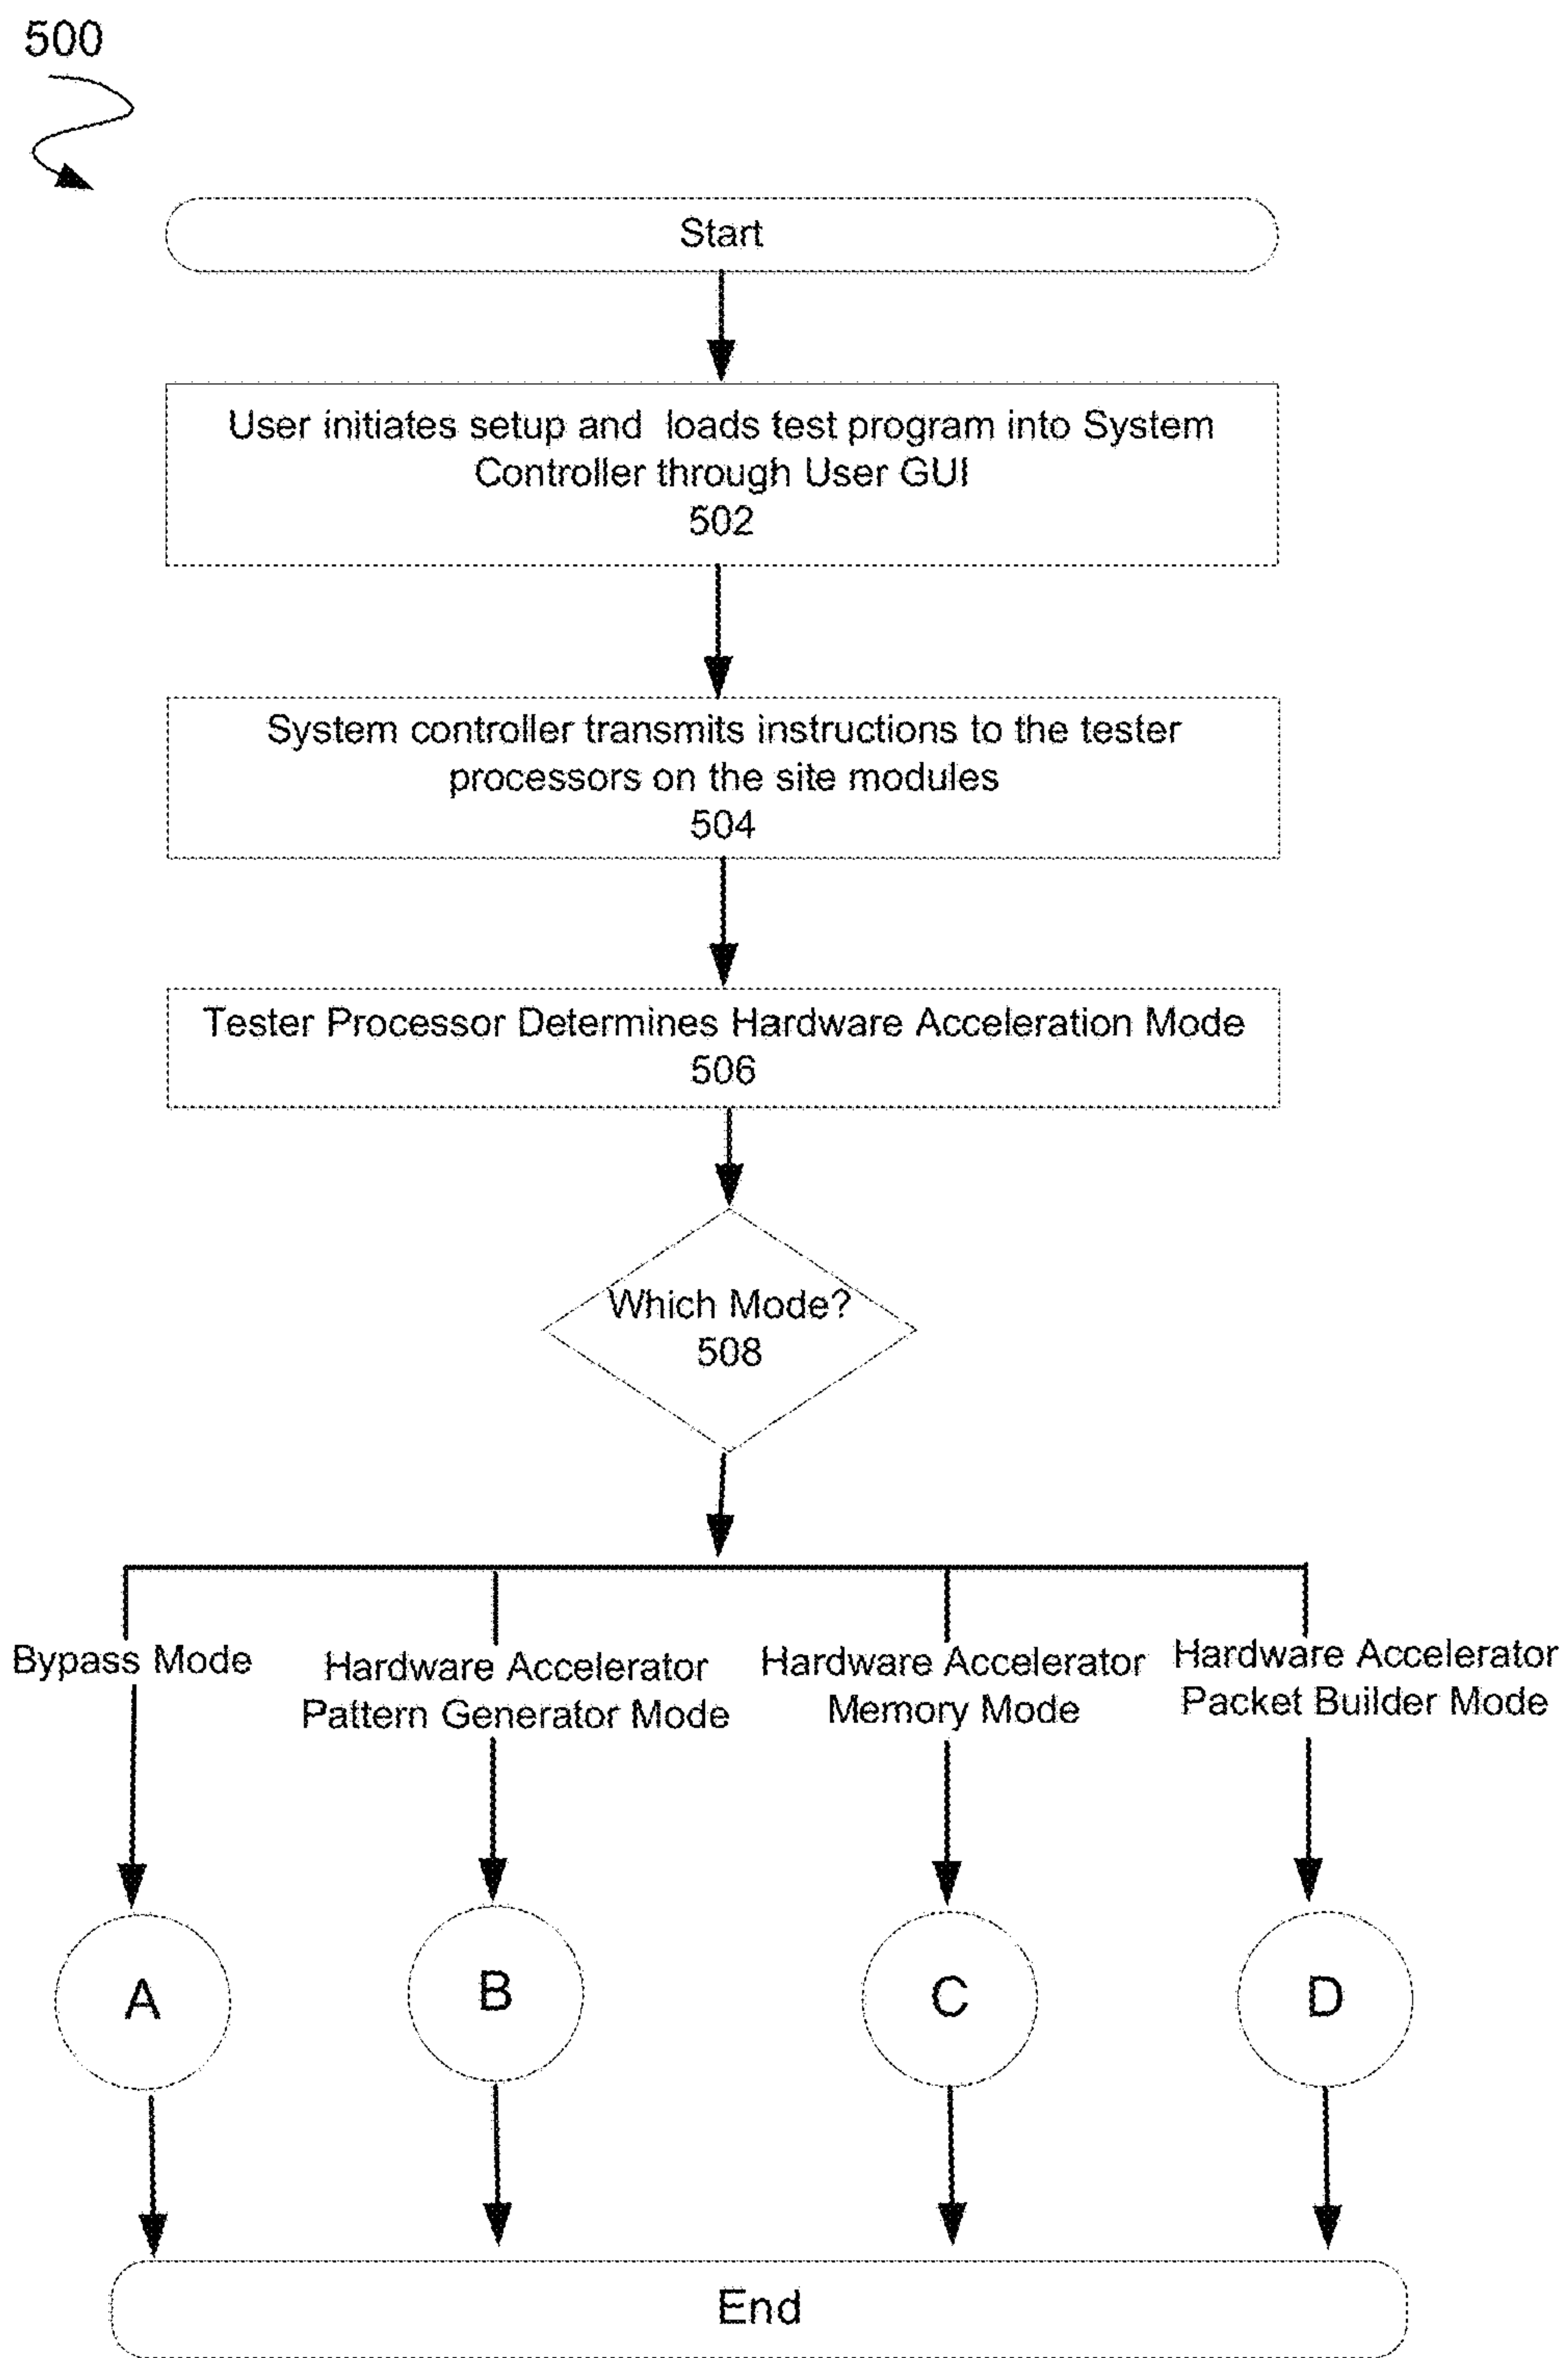 500
Start
User initiates setup and loads test program into System
Controller through User GUI
502
System controller transmits instructions to the tester
processors on the site modules
504
Tester Processor Determines Hardware Acceleration Mode
506
Which Mode?
508
Bypass Mode
Hardware Accelerator
Pattern Generator Mode
Hardware Accelerator
Memory Mode
Hardware Accelerator
Packet Builder Mode
A
B
C
D
End